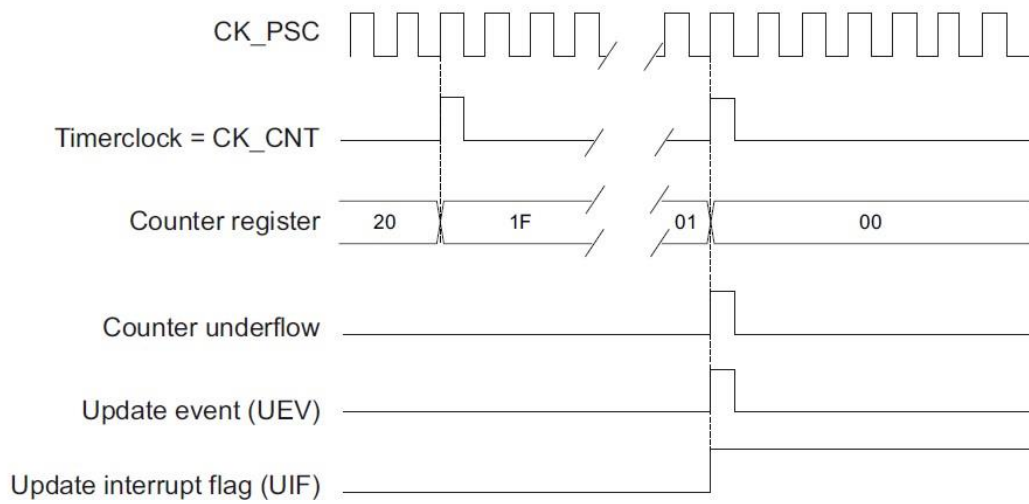 CK_PSC
Timerclock = CK_CNT
Counter register 20 1F 01 00
Counter underflow
Update event (UEV)
Update interrupt flag (UIF)